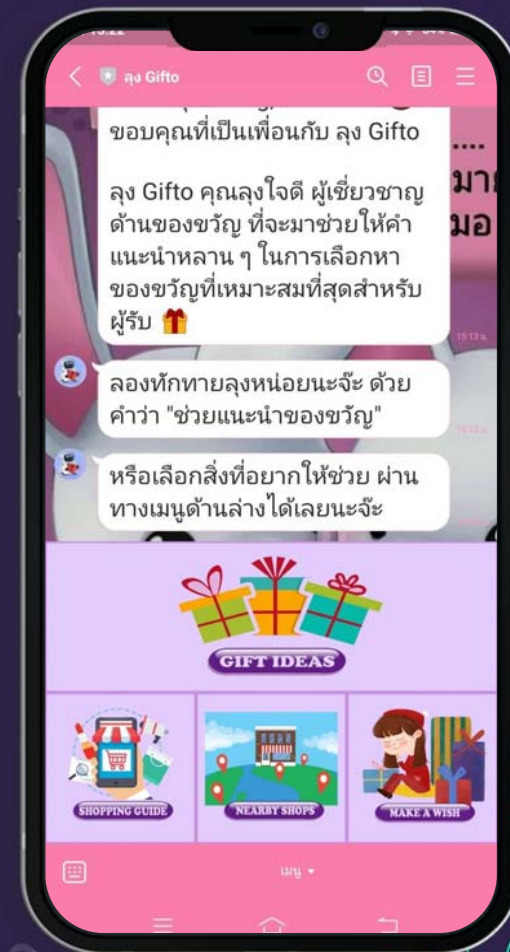 ลุง Gifto
ขอบคุณที่เป็นเพื่อนกับ ลุง Gifto
ลุง Gifto คุณลุงใจดี ผู้เชี่ยวชาญ
ด้านของขวัญ ที่จะมาช่วยให้คำ
แนะนำหลาน ๆ ในการเลือกหา
ของขวัญที่เหมาะสมที่สุดสำหรับ
ผู้รับ
15:13 น.
ลองทักทายลุงหน่อยนะจ๊ะ ด้วย
คำว่า "ช่วยแนะนำของขวัญ"
15:13 น.
หรือเลือกสิ่งที่อยากให้ช่วย ผ่าน
ทางเมนูด้านล่างได้เลยนะจ๊ะ
GIFT IDEAS
SHOPPING GUIDE
NEARBY SHOPS
MAKE A WISH
เมนู